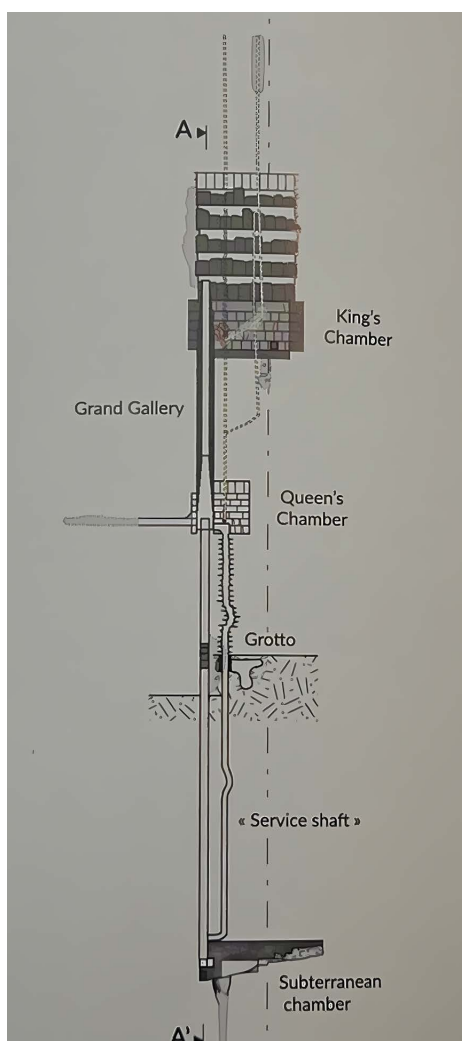 A
King's
Chamber
Grand Gallery
Queen's
Chamber
Grotto
« Service shaft »
Subterranean
chamber
A'